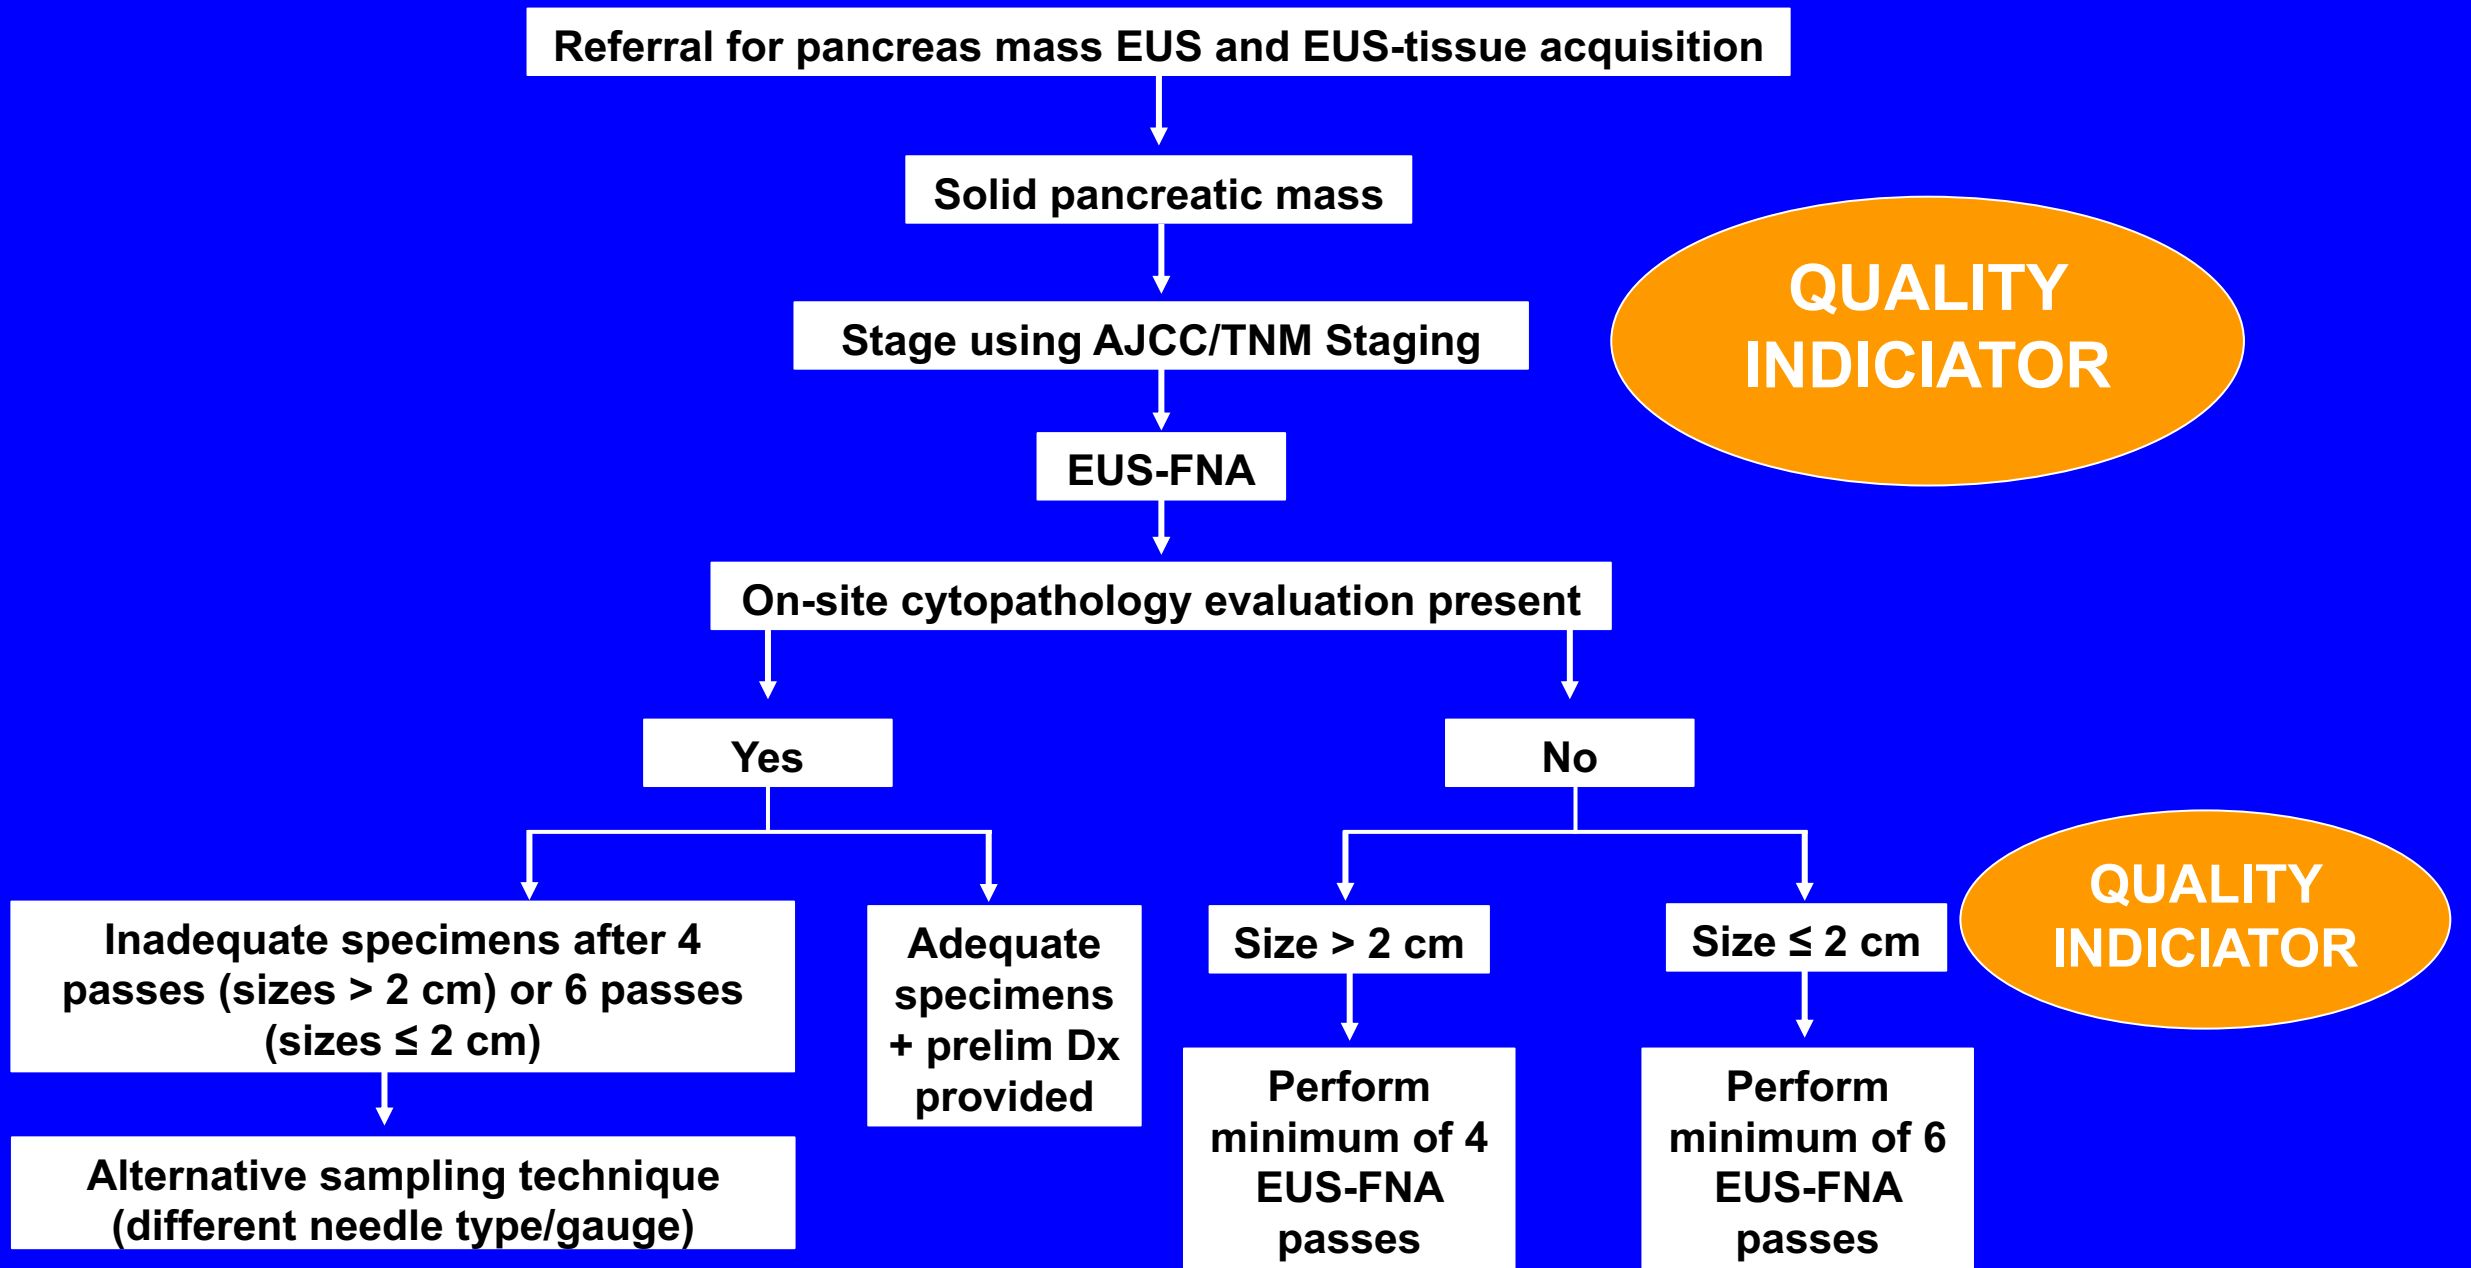 Referral for pancreas mass EUS and EUS-tissue acquisition
Solid pancreatic mass
Stage using AJCC/TNM Staging
QUALITY
INDICIATOR
EUS-FNA
On-site cytopathology evaluation present
Yes
No
Inadequate specimens after 4
passes (sizes > 2 cm) or 6 passes
(sizes ≤ 2 cm)
Adequate
specimens
+ prelim Dx
provided
Size > 2 cm
Size ≤ 2 cm
QUALITY
INDICIATOR
Alternative sampling technique
(different needle type/gauge)
Perform
minimum of 4
EUS-FNA
passes
Perform
minimum of 6
EUS-FNA
passes